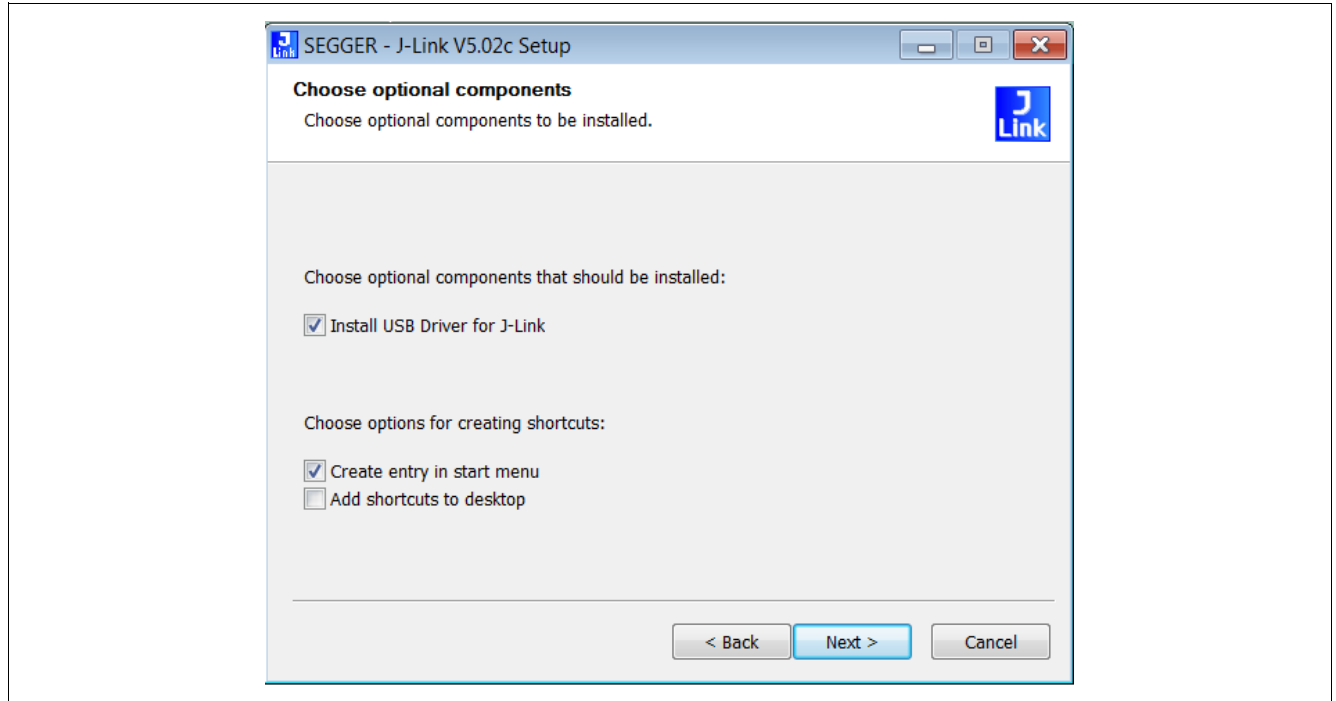 J
Link
SEGGER - J-Link V5.02c Setup
Choose optional components
Choose optional components to be installed.
J
Link
Choose optional components that should be installed:
Install USB Driver for J-Link
Choose options for creating shortcuts:
Create entry in start menu
Add shortcuts to desktop
< Back
Next >
Cancel